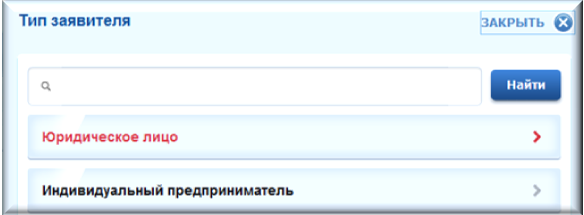 Тип заявителя
ЗАКРЫТЬ
Найти
Юридическое лицо
Индивидуальный предприниматель